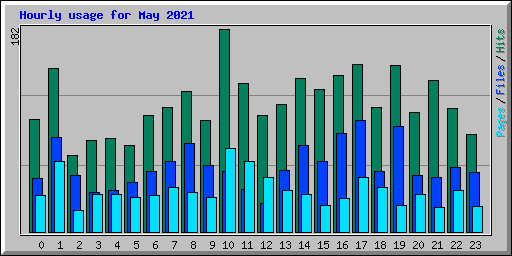 Hourly usage for May 2021
182
Pages/Files/Hits
0 1 2 3 4 5 6 7 8 9 10 11 12 13 14 15 16 17 18 19 20 21 22 23